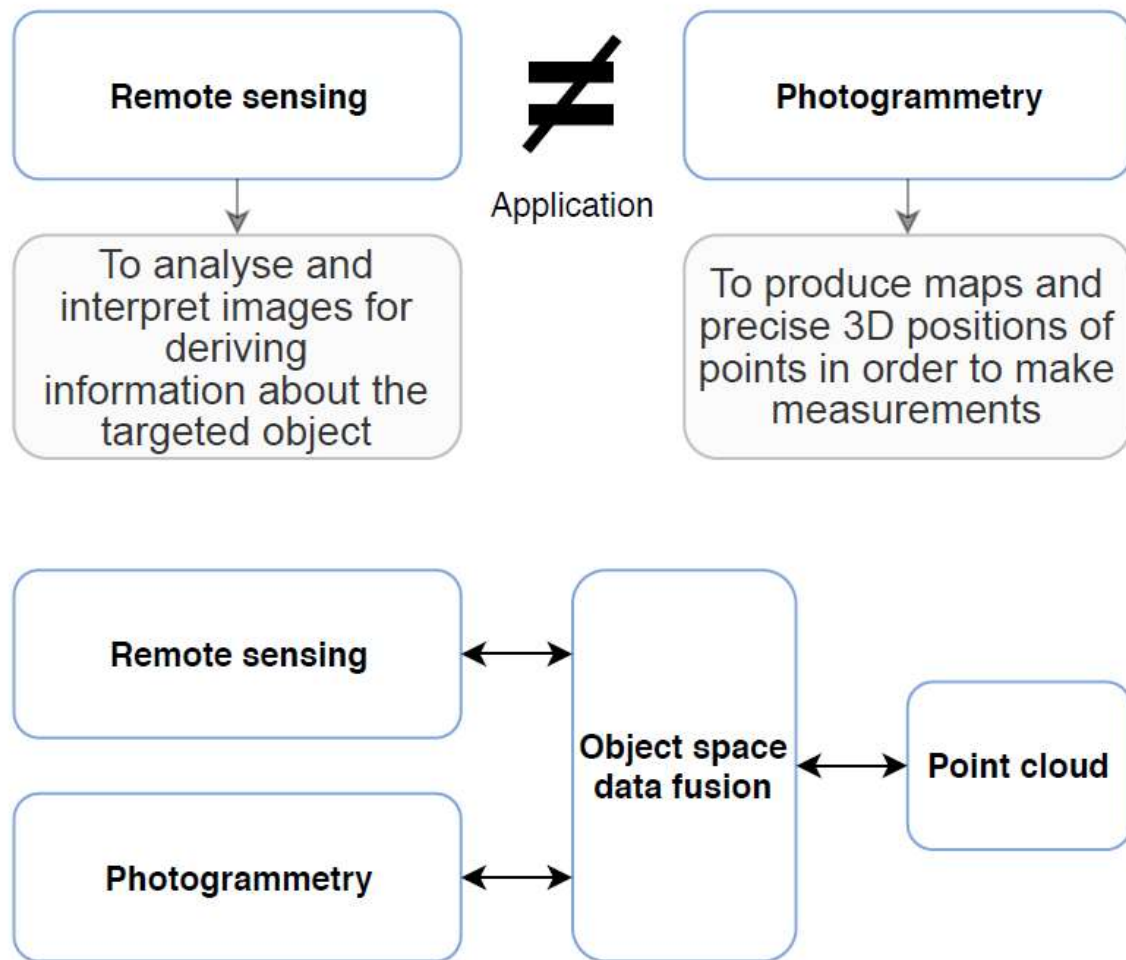 Remote sensing
≠
Photogrammetry
Application
To analyse and
interpret images for
deriving
information about the
targeted object
To produce maps and
precise 3D positions of
points in order to make
measurements
Remote sensing
Object space
data fusion
Point cloud
Photogrammetry